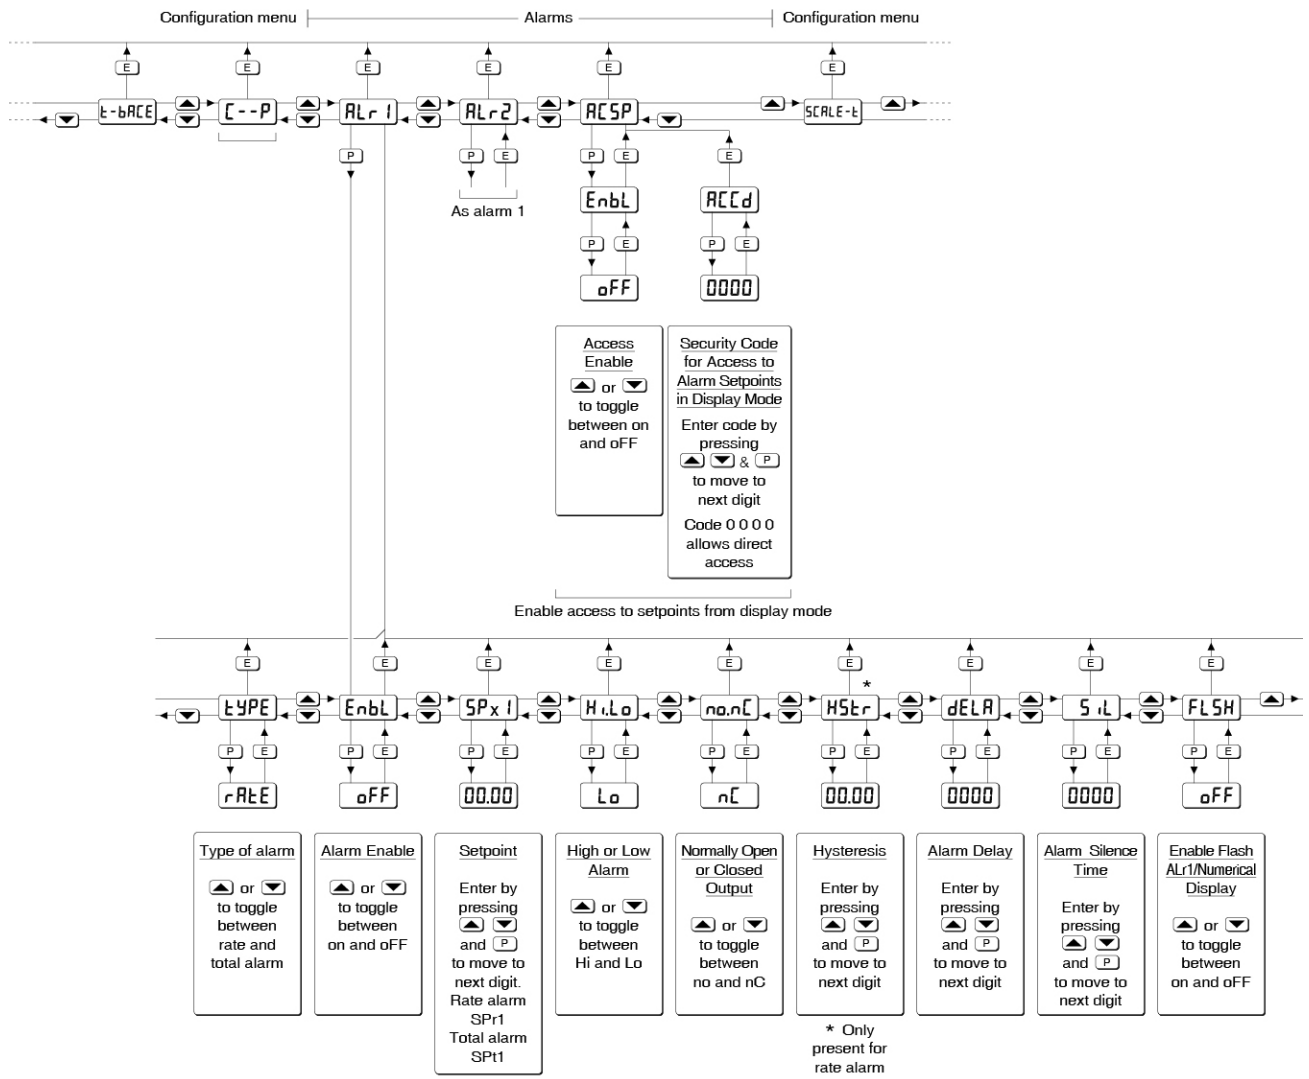 Configuration menu
Alarms
Configuration menu
E E E E E E
t-bASE C--P ALr1 ALr2 ACSP SCALE-t
P P E P E E
As alarm 1
EnbL ACCd
P E P E
oFF 0000
Access
Enable
or
to toggle
between on
and oFF
Security Code
for Access to
Alarm Setpoints
in Display Mode
Enter code by
pressing
& P
to move to
next digit
Code 0 0 0 0
allows direct
access
Enable access to setpoints from display mode
E E E E E E E E E
*
tYPE EnbL SPx1 Hi.Lo no.nC HStr dELA SiL FLSH
P E P E P E P E P E P E P E P E P E
rAtE oFF 00.00 Lo nC 00.00 0000 0000 oFF
Type of alarm
or
to toggle
between
rate and
total alarm
Alarm Enable
or
to toggle
between
on and oFF
Setpoint
Enter by
pressing
and P
to move to
next digit.
Rate alarm
SPr1
Total alarm
SPt1
High or Low
Alarm
or
to toggle
between
Hi and Lo
Normally Open
or Closed
Output
or
to toggle
between
no and nC
Hysteresis
Enter by
pressing
and P
to move to
next digit
* Only
present for
rate alarm
Alarm Delay
Enter by
pressing
and P
to move to
next digit
Alarm Silence
Time
Enter by
pressing
and P
to move to
next digit
Enable Flash
ALr1/Numerical
Display
or
to toggle
between
on and oFF